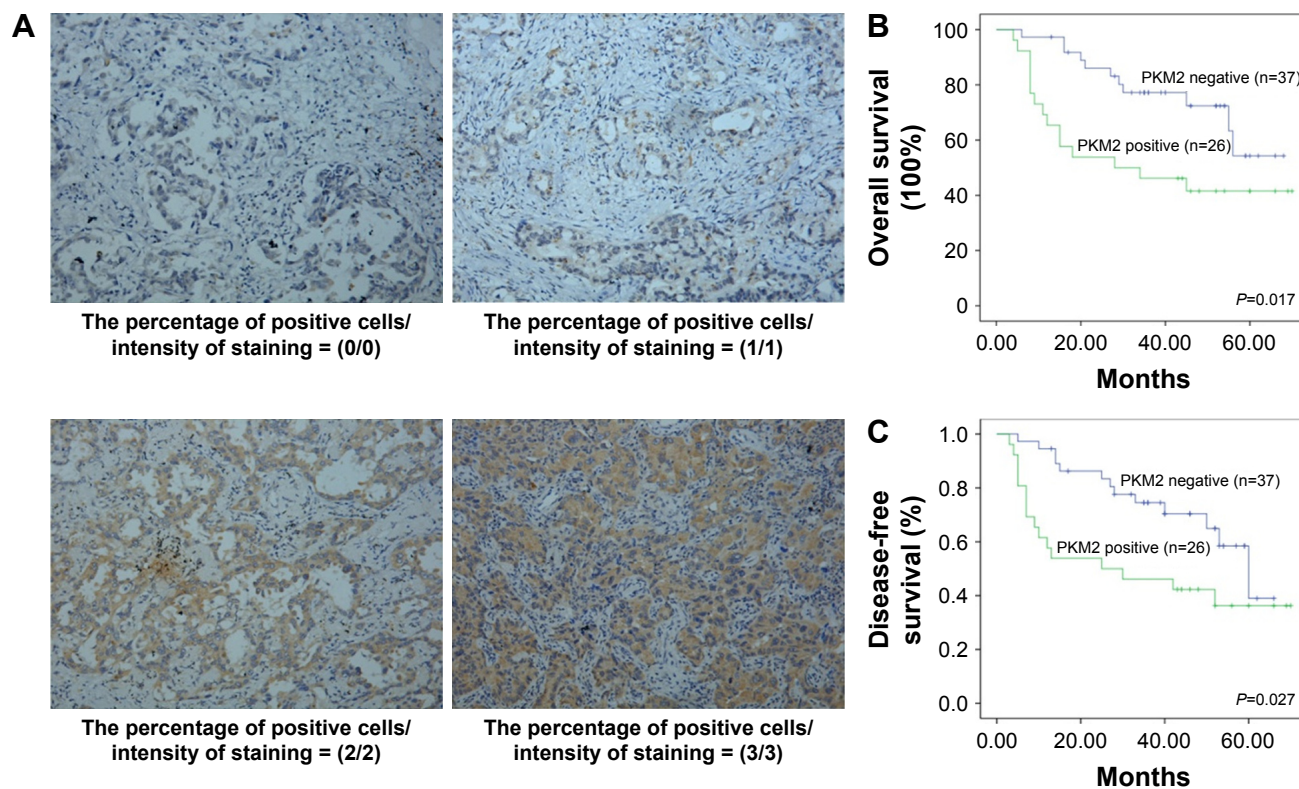 A
The percentage of positive cells/
intensity of staining = (0/0)
The percentage of positive cells/
intensity of staining = (1/1)
The percentage of positive cells/
intensity of staining = (2/2)
The percentage of positive cells/
intensity of staining = (3/3)
B
Overall survival
(100%)
100
80
60
40
20
0
PKM2 negative (n=37)
PKM2 positive (n=26)
P=0.017
0.00 20.00 40.00 60.00
Months
C
Disease-free
survival (%)
1.0
0.8
0.6
0.4
0.2
0.0
PKM2 negative (n=37)
PKM2 positive (n=26)
P=0.027
0.00 20.00 40.00 60.00
Months